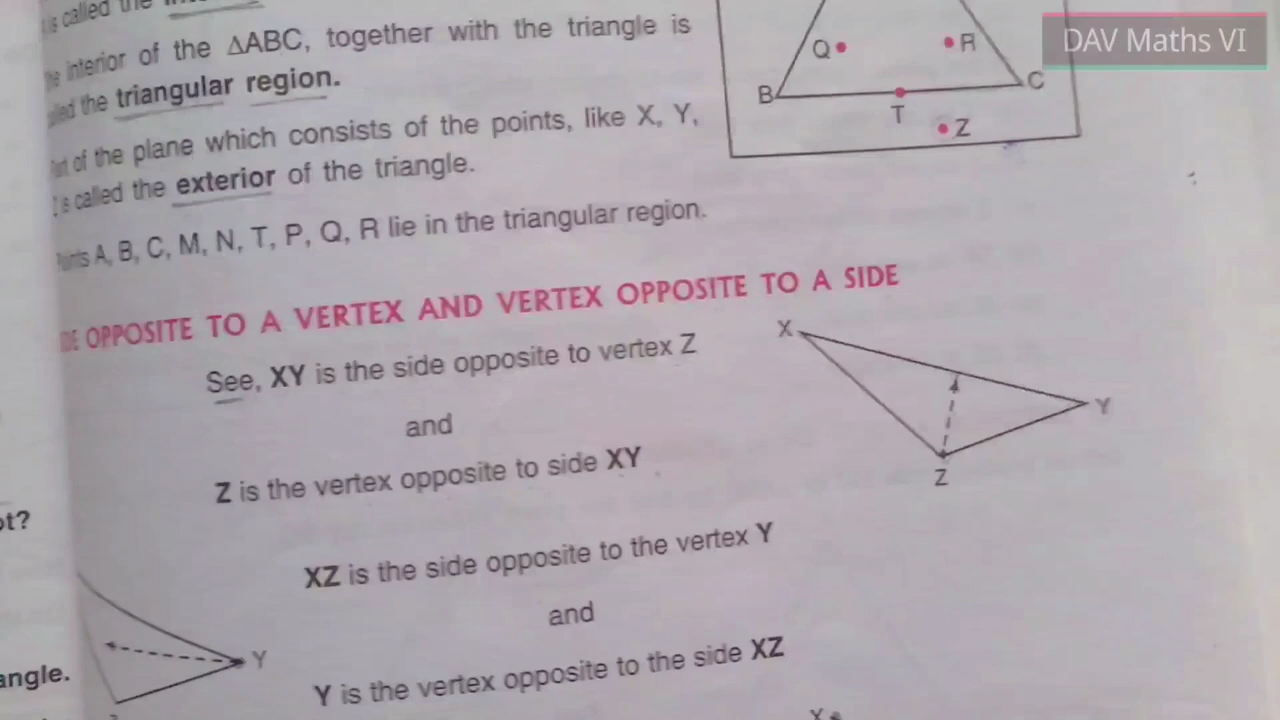 is called the
interior of the ΔABC, together with the triangle is
the triangular region.
of the plane which consists of the points, like X, Y,
is called the exterior of the triangle.
A, B, C, M, N, T, P, Q, R lie in the triangular region.
Q
R
B
C
T
Z
DAV Maths VI
OPPOSITE TO A VERTEX AND VERTEX OPPOSITE TO A SIDE
See, XY is the side opposite to vertex Z
and
Z is the vertex opposite to side XY
X
Y
Z
XZ is the side opposite to the vertex Y
and
Y is the vertex opposite to the side XZ
Y
angle.
X